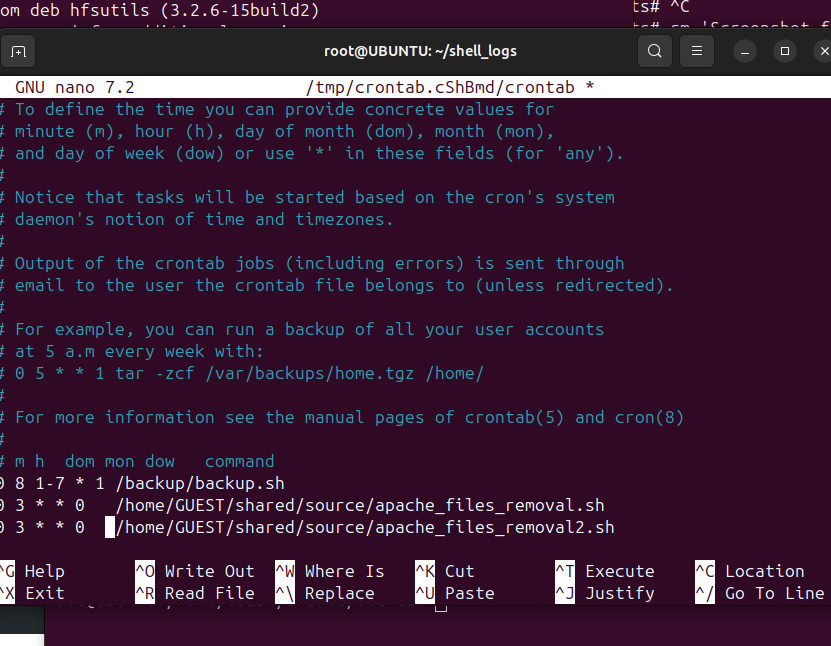 om deb hfsutils (3.2.6-15build2)
ts# ^C
root@UBUNTU: ~/shell_logs
GNU nano 7.2 /tmp/crontab.cShBmd/crontab *
# To define the time you can provide concrete values for
# minute (m), hour (h), day of month (dom), month (mon),
# and day of week (dow) or use '*' in these fields (for 'any').
#
# Notice that tasks will be started based on the cron's system
# daemon's notion of time and timezones.
#
# Output of the crontab jobs (including errors) is sent through
# email to the user the crontab file belongs to (unless redirected).
#
# For example, you can run a backup of all your user accounts
# at 5 a.m every week with:
# 0 5 * * 1 tar -zcf /var/backups/home.tgz /home/
#
# For more information see the manual pages of crontab(5) and cron(8)
#
# m h  dom mon dow   command
0 8 1-7 * 1 /backup/backup.sh
0 3 * * 0   /home/GUEST/shared/source/apache_files_removal.sh
0 3 * * 0   /home/GUEST/shared/source/apache_files_removal2.sh
^G Help ^O Write Out ^W Where Is ^K Cut ^T Execute ^C Location
^X Exit ^R Read File ^\ Replace ^U Paste ^J Justify ^/ Go To Line